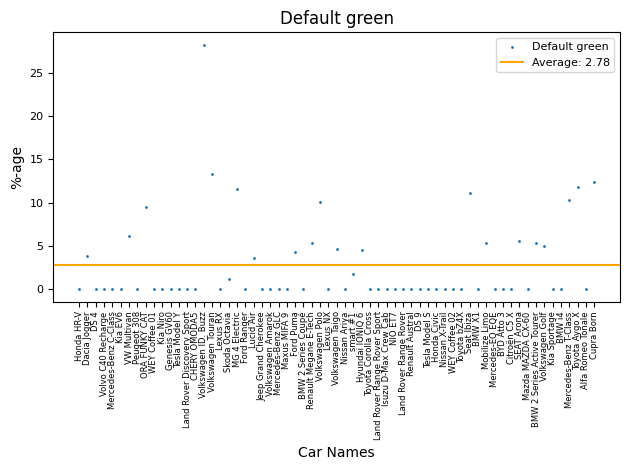 Default green
Default green
Average: 2.78
%-age
25
20
15
10
5
0
Honda HR-V
Dacia Jogger
DS 4
Volvo C40 Recharge
Mercedes-Benz C-Class
Kia EV6
VW Multivan
Peugeot 308
ORA FUNKY CAT
WEY Coffee 01
Kia Niro
Genesis GV60
Tesla Model Y
Land Rover Discovery Sport
CHERY OMODA5
Volkswagen ID. Buzz
Volkswagen Touran
Lexus RX
Skoda Octavia
MG 4 Electric
Ford Ranger
Lucid Air
Jeep Grand Cherokee
Volkswagen Amarok
Mercedes-Benz GLC
Maxus MIFA 9
Ford Puma
BMW 2 Series Coupe
Renault Megane E-Tech
Volkswagen Polo
Lexus NX
Volkswagen Taigo
Nissan Ariya
smart #1
Hyundai IONIQ 6
Toyota Corolla Cross
Land Rover Range Rover Sport
Isuzu D-Max Crew Cab
NIO ET7
Land Rover Range Rover
Renault Austral
DS 9
Tesla Model S
Honda Civic
Nissan X-Trail
WEY Coffee 02
Toyota bZ4X
Seat Ibiza
BMW X1
Mobilize Limo
Mercedes-EQ EQE
BYD Atto 3
Citroën C5 X
SEAT Arona
Mazda MAZDA CX-60
BMW 2 Series Active Tourer
Volkswagen Golf
Kia Sportage
BMW i4
Mercedes-Benz T-Class
Toyota Aygo X
Alfa Romeo Tonale
Cupra Born
Car Names